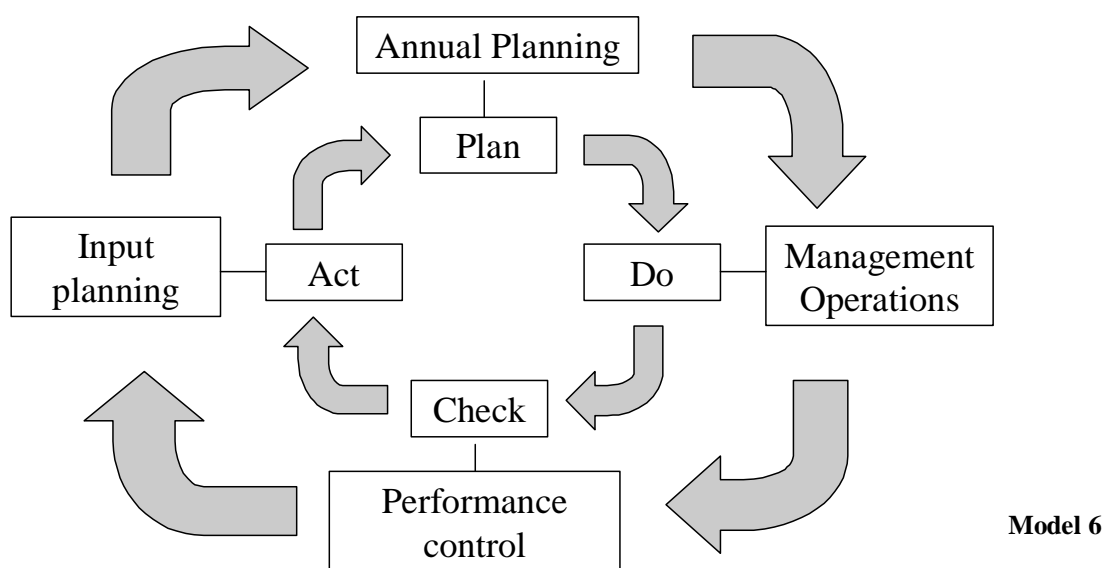 Annual Planning
Plan
Input
planning
Act
Do
Management
Operations
Check
Performance
control
Model 6